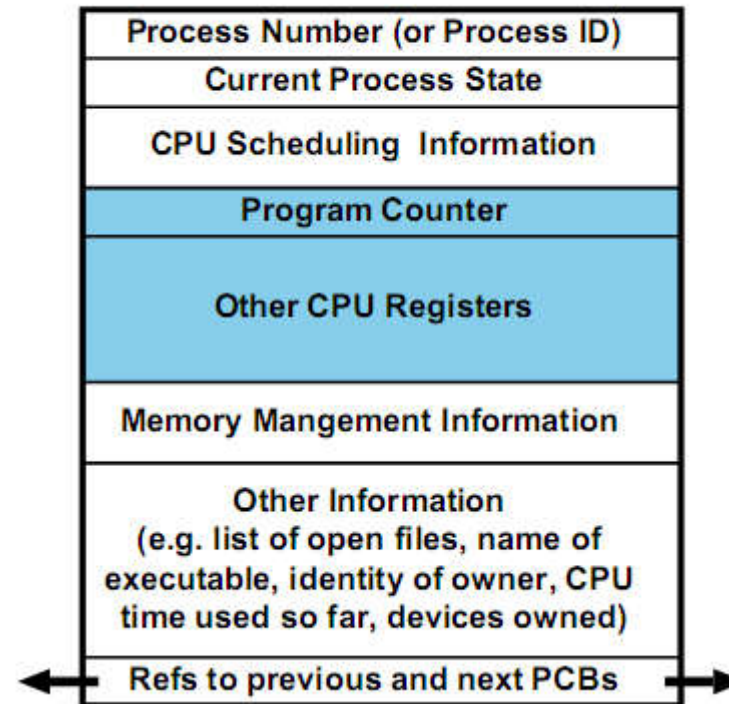 Process Number (or Process ID)
Current Process State
CPU Scheduling Information
Program Counter
Other CPU Registers
Memory Mangement Information
Other Information
(e.g. list of open files, name of
executable, identity of owner, CPU
time used so far, devices owned)
Refs to previous and next PCBs